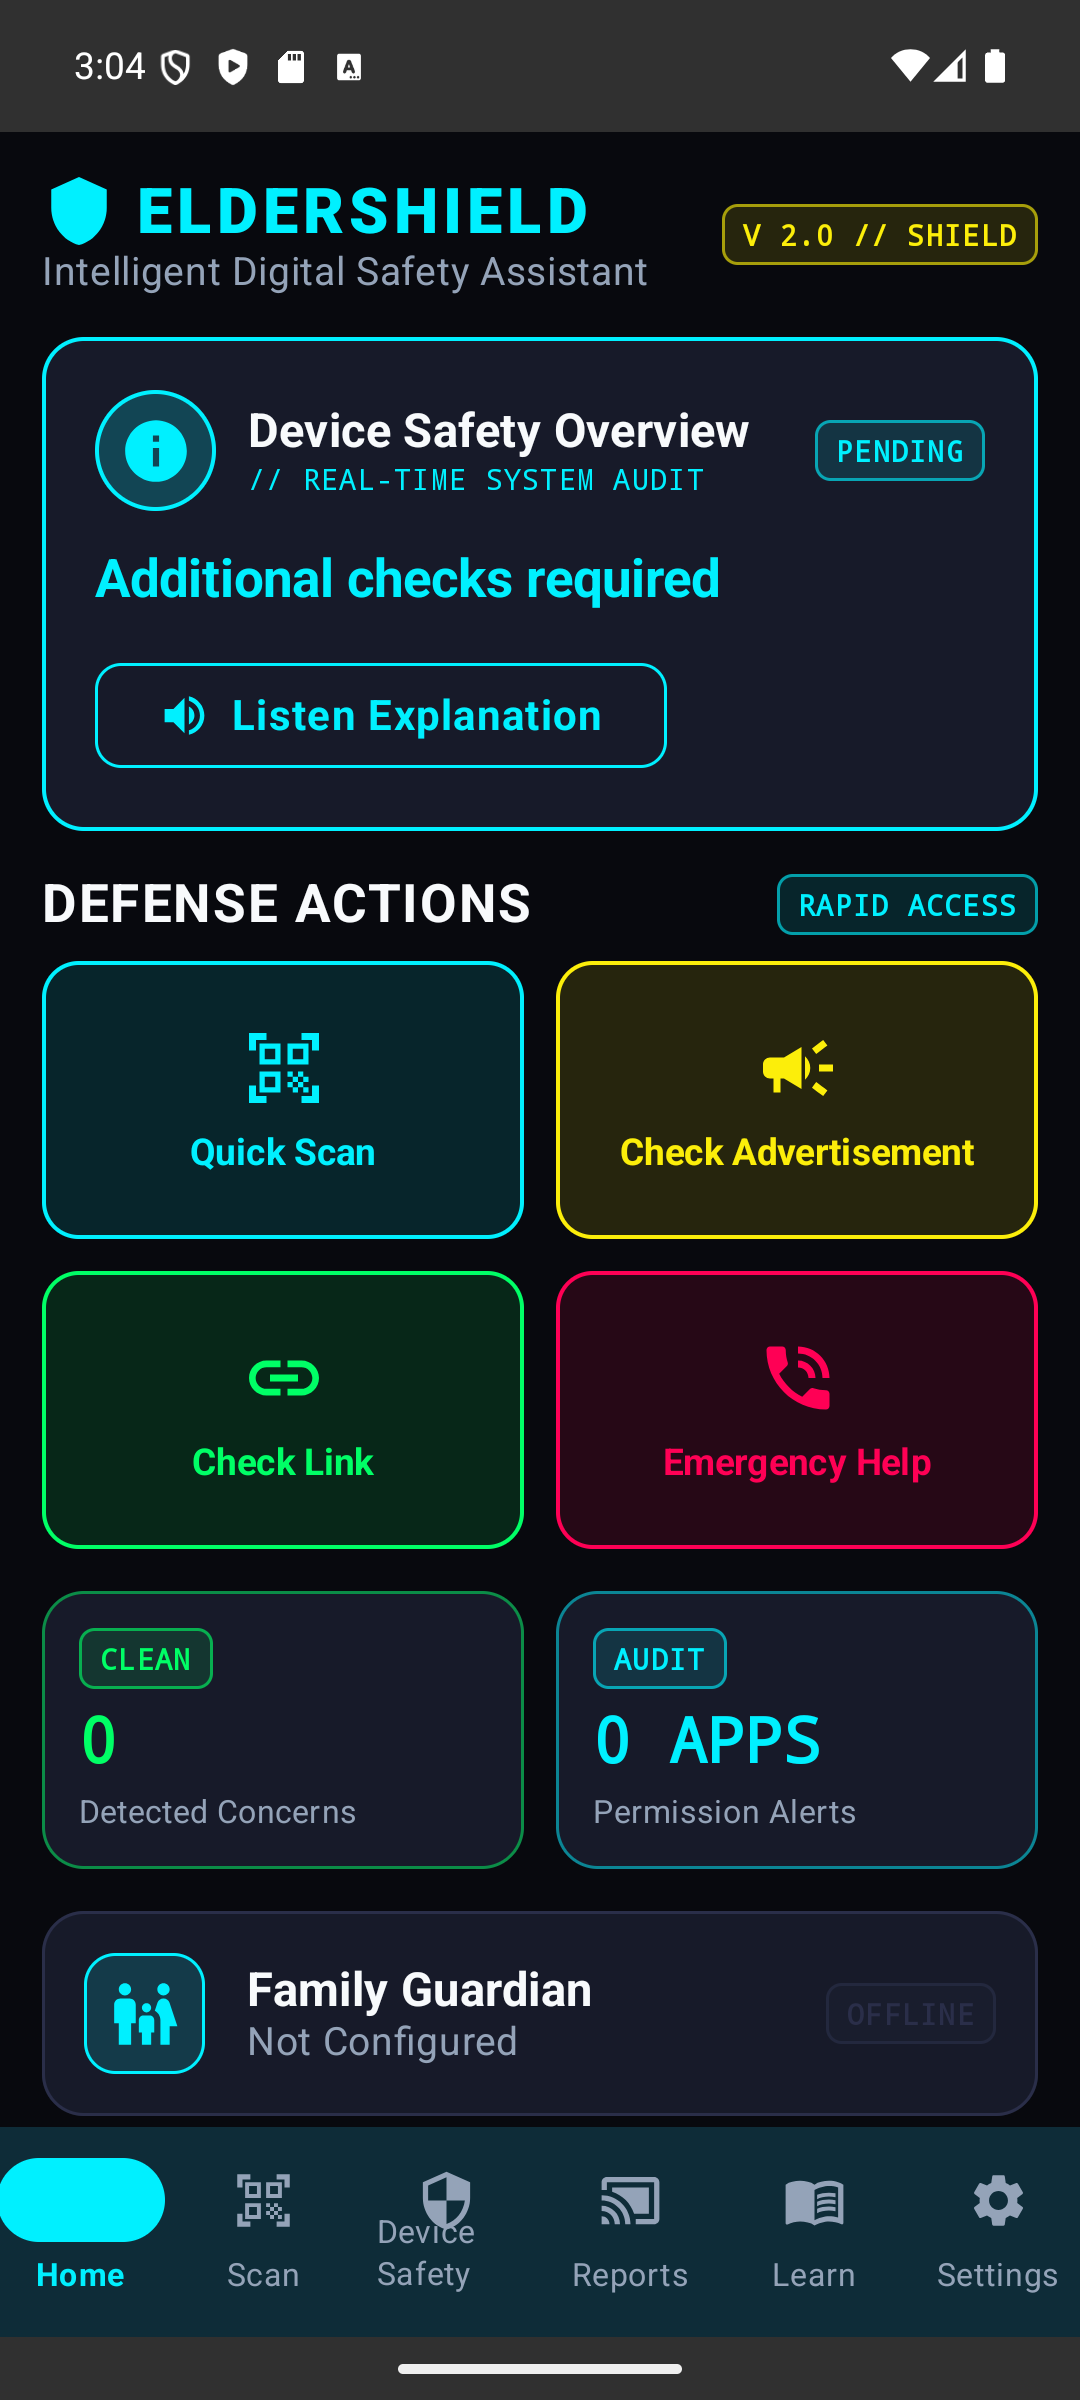 3:04
ELDERSHIELD
Intelligent Digital Safety Assistant
V 2.0 // SHIELD
Device Safety Overview
// REAL-TIME SYSTEM AUDIT
PENDING
Additional checks required
Listen Explanation
DEFENSE ACTIONS
RAPID ACCESS
Quick Scan
Check Advertisement
Check Link
Emergency Help
CLEAN
0
Detected Concerns
AUDIT
0 APPS
Permission Alerts
Family Guardian
Not Configured
OFFLINE
Home
Scan
Device
Safety
Reports
Learn
Settings